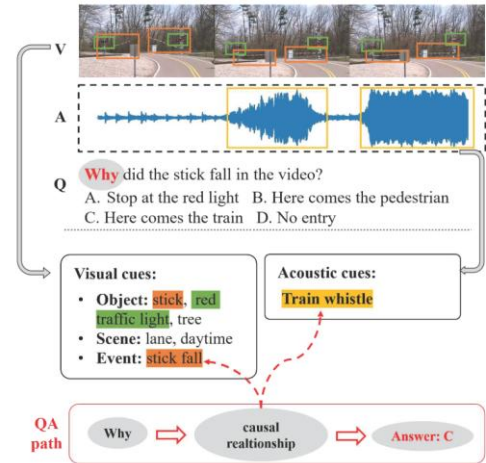 V
A
Q
Why did the stick fall in the video?
A. Stop at the red light B. Here comes the pedestrian
C. Here comes the train D. No entry
Visual cues:
• Object: stick, red
traffic light, tree
• Scene: lane, daytime
• Event: stick fall
Acoustic cues:
Train whistle
QA
path
Why
causal
realtionship
Answer: C